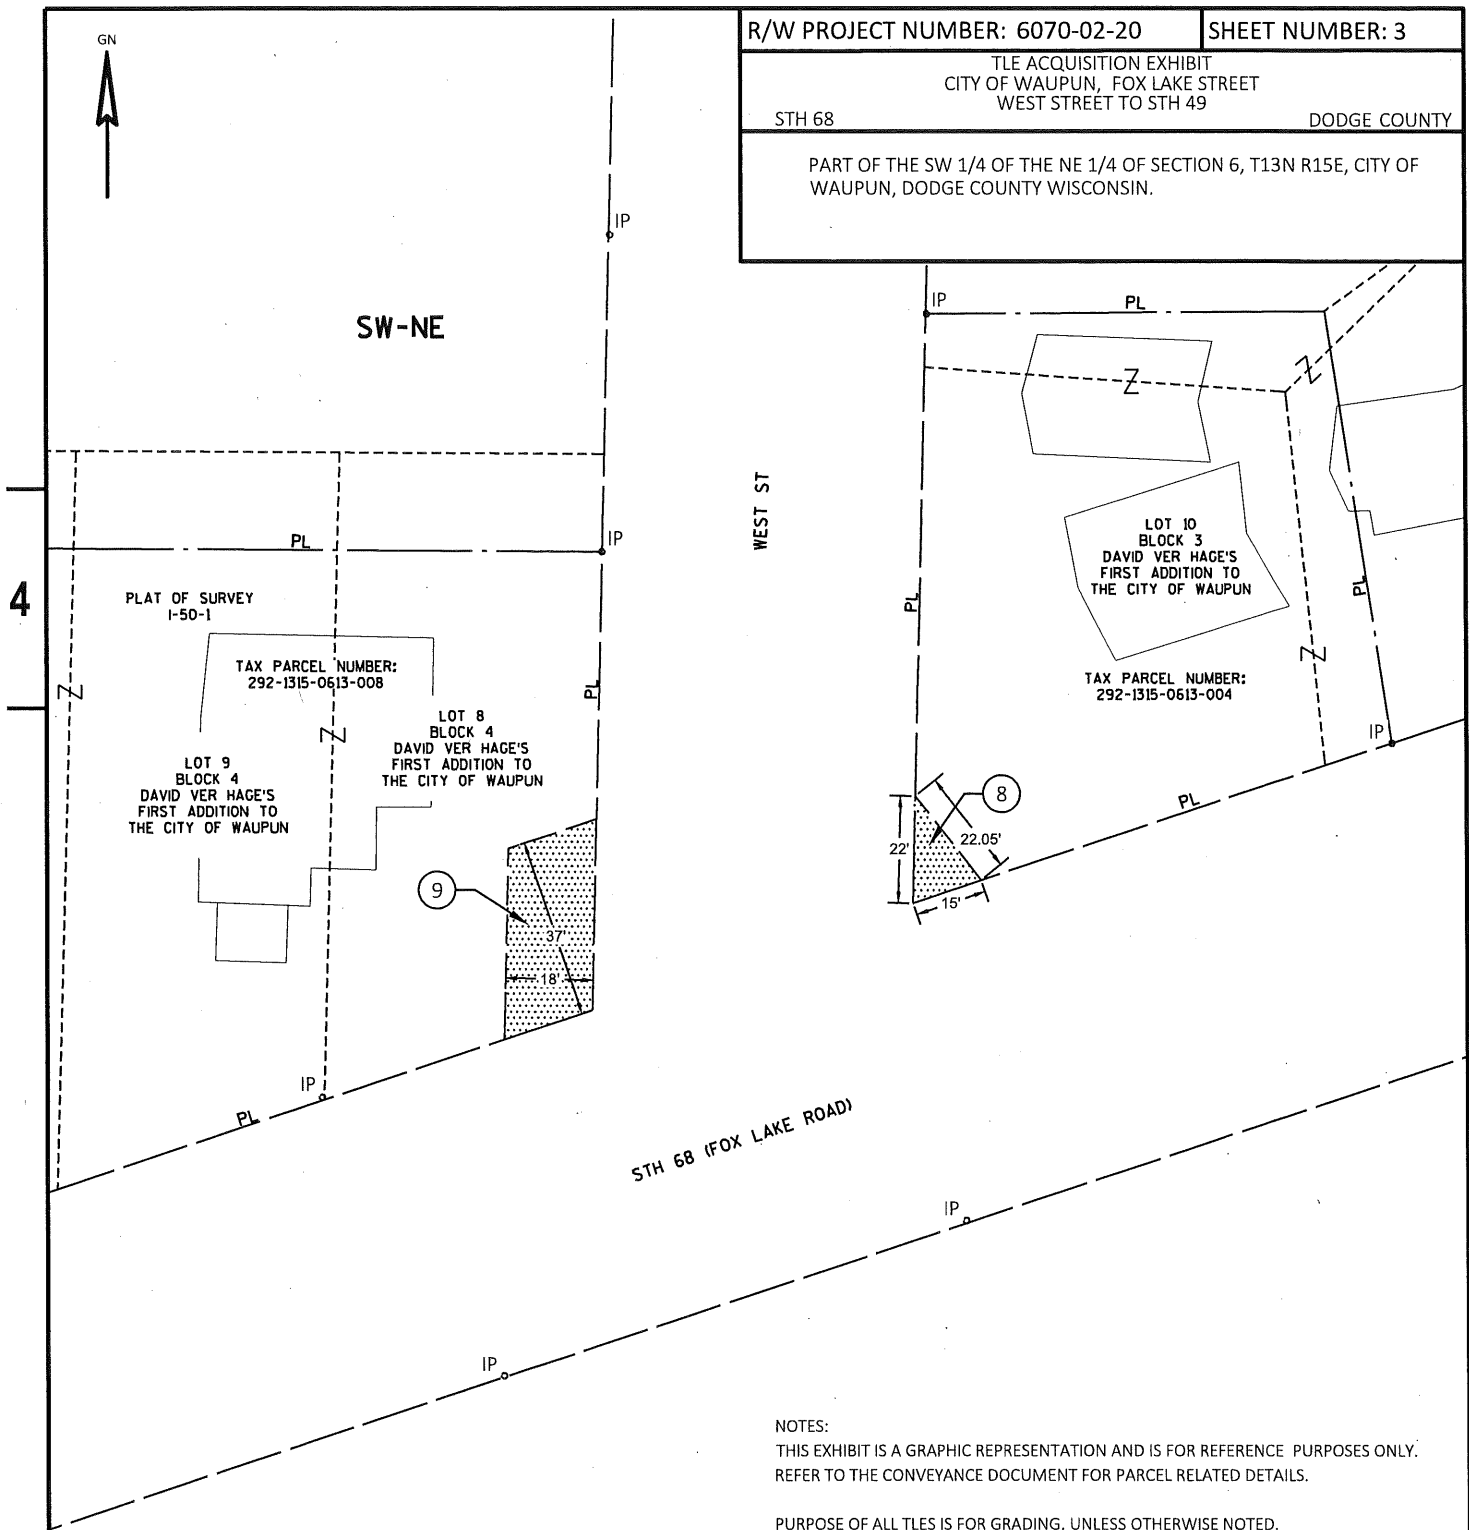 GN
R/W PROJECT NUMBER: 6070-02-20
SHEET NUMBER: 3
TLE ACQUISITION EXHIBIT
CITY OF WAUPUN, FOX LAKE STREET
WEST STREET TO STH 49
STH 68
DODGE COUNTY
PART OF THE SW 1/4 OF THE NE 1/4 OF SECTION 6, T13N R15E, CITY OF
WAUPUN, DODGE COUNTY WISCONSIN.
IP
SW-NE
IP
PL
Z
Z
WEST ST
PL
IP
4
PLAT OF SURVEY
1-50-1
TAX PARCEL NUMBER:
292-1315-0613-008
Z
Z
PL
LOT 8
BLOCK 4
DAVID VER HAGE'S
FIRST ADDITION TO
THE CITY OF WAUPUN
LOT 9
BLOCK 4
DAVID VER HAGE'S
FIRST ADDITION TO
THE CITY OF WAUPUN
LOT 10
BLOCK 3
DAVID VER HAGE'S
FIRST ADDITION TO
THE CITY OF WAUPUN
PL
PL
Z
TAX PARCEL NUMBER:
292-1315-0613-004
IP
PL
8
22'
22.05'
15'
9
37'
18'
IP
PL
STH 68 (FOX LAKE ROAD)
IP
IP
NOTES:
THIS EXHIBIT IS A GRAPHIC REPRESENTATION AND IS FOR REFERENCE PURPOSES ONLY.
REFER TO THE CONVEYANCE DOCUMENT FOR PARCEL RELATED DETAILS.
PURPOSE OF ALL TLES IS FOR GRADING, UNLESS OTHERWISE NOTED.